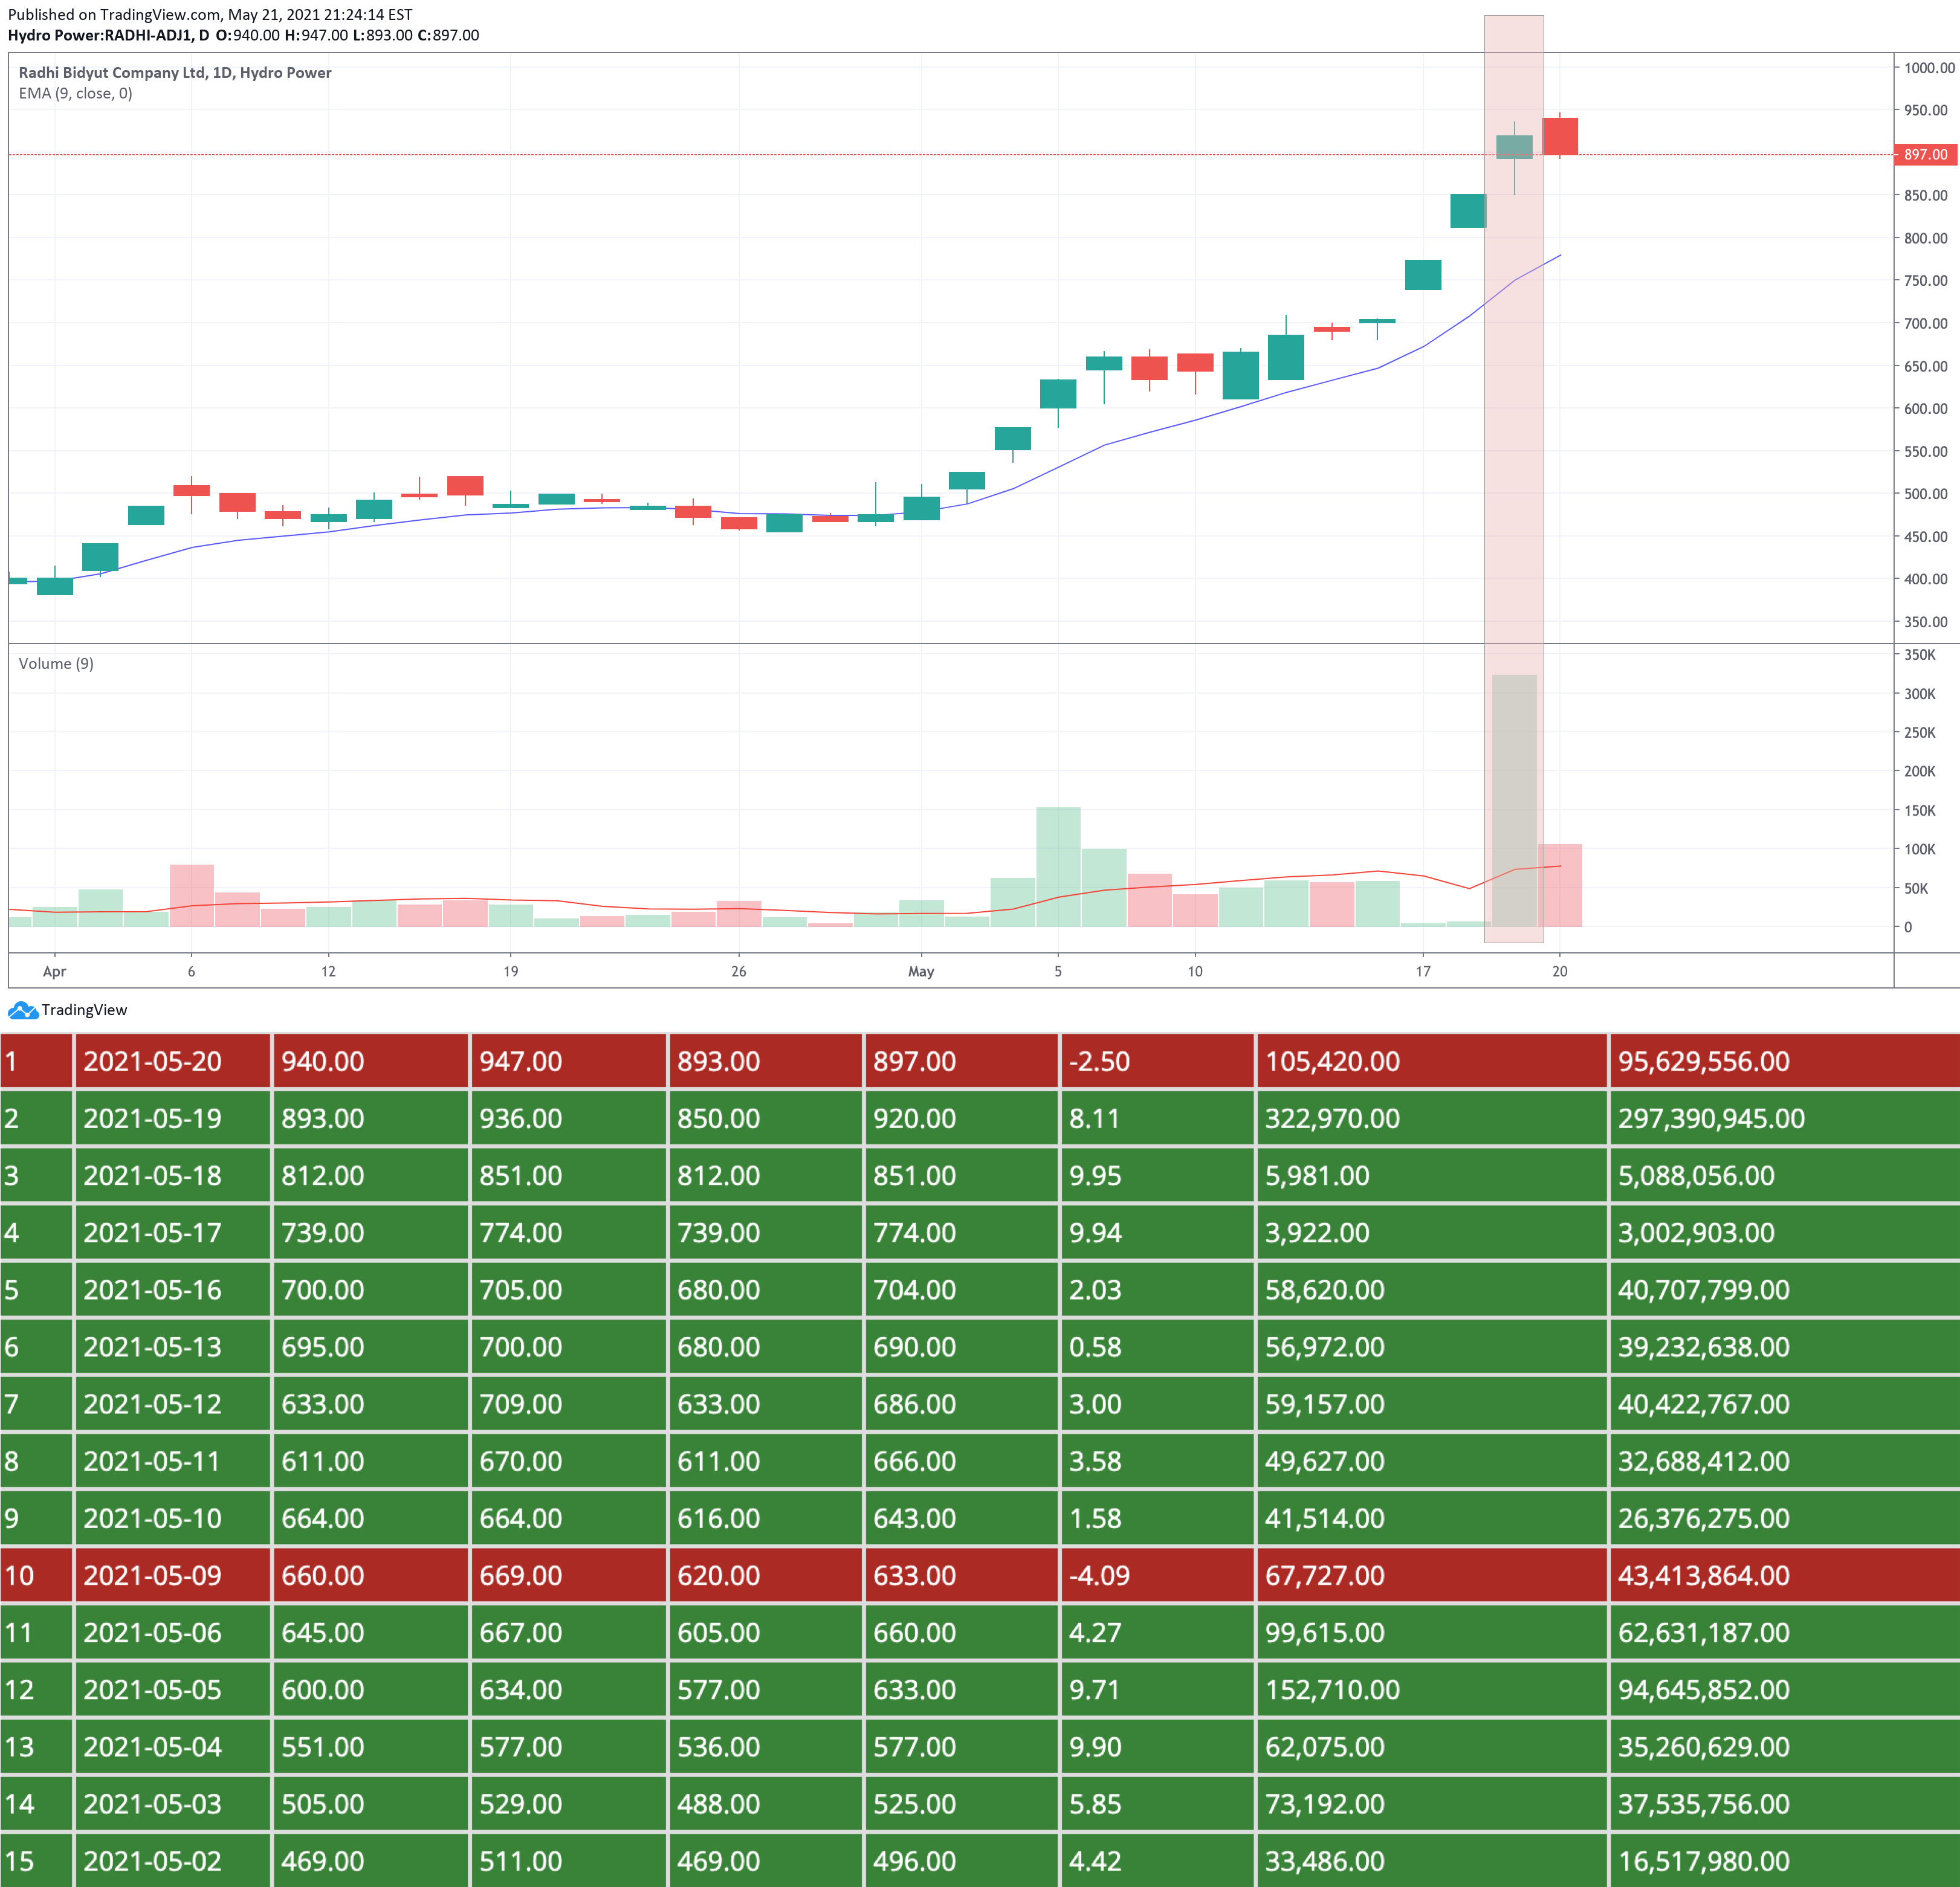 Published on TradingView.com, May 21, 2021 21:24:14 EST
Hydro Power:RADHI-ADJ1, D O:940.00 H:947.00 L:893.00 C:897.00
Radhi Bidyut Company Ltd, 1D, Hydro Power
EMA (9, close, 0)
1000.00
950.00
897.00
850.00
800.00
750.00
700.00
650.00
600.00
550.00
500.00
450.00
400.00
350.00
Volume (9)
350K
300K
250K
200K
150K
100K
50K
0
Apr 6 12 19 26 May 5 10 17 20
TradingView
1 2021-05-20 940.00 947.00 893.00 897.00 -2.50 105,420.00 95,629,556.00
2 2021-05-19 893.00 936.00 850.00 920.00 8.11 322,970.00 297,390,945.00
3 2021-05-18 812.00 851.00 812.00 851.00 9.95 5,981.00 5,088,056.00
4 2021-05-17 739.00 774.00 739.00 774.00 9.94 3,922.00 3,002,903.00
5 2021-05-16 700.00 705.00 680.00 704.00 2.03 58,620.00 40,707,799.00
6 2021-05-13 695.00 700.00 680.00 690.00 0.58 56,972.00 39,232,638.00
7 2021-05-12 633.00 709.00 633.00 686.00 3.00 59,157.00 40,422,767.00
8 2021-05-11 611.00 670.00 611.00 666.00 3.58 49,627.00 32,688,412.00
9 2021-05-10 664.00 664.00 616.00 643.00 1.58 41,514.00 26,376,275.00
10 2021-05-09 660.00 669.00 620.00 633.00 -4.09 67,727.00 43,413,864.00
11 2021-05-06 645.00 667.00 605.00 660.00 4.27 99,615.00 62,631,187.00
12 2021-05-05 600.00 634.00 577.00 633.00 9.71 152,710.00 94,645,852.00
13 2021-05-04 551.00 577.00 536.00 577.00 9.90 62,075.00 35,260,629.00
14 2021-05-03 505.00 529.00 488.00 525.00 5.85 73,192.00 37,535,756.00
15 2021-05-02 469.00 511.00 469.00 496.00 4.42 33,486.00 16,517,980.00